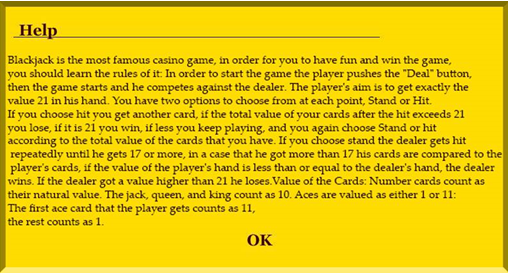 Help
Blackjack is the most famous casino game, in order for you to have fun and win the game,
you should learn the rules of it: In order to start the game the player pushes the "Deal" button,
then the game starts and he competes against the dealer. The player's aim is to get exactly the
value 21 in his hand. You have two options to choose from at each point, Stand or Hit.
If you choose hit you get another card, if the total value of your cards after the hit exceeds 21
you lose, if it is 21 you win, if less you keep playing, and you again choose Stand or hit
according to the total value of the cards that you have. If you choose stand the dealer gets hit
repeatedly until he gets 17 or more, in a case that he got more than 17 his cards are compared to the
player's cards, if the value of the player's hand is less than or equal to the dealer's hand, the dealer
wins. If the dealer got a value higher than 21 he loses.Value of the Cards: Number cards count as
their natural value. The jack, queen, and king count as 10. Aces are valued as either 1 or 11:
The first ace card that the player gets counts as 11,
the rest counts as 1.
OK